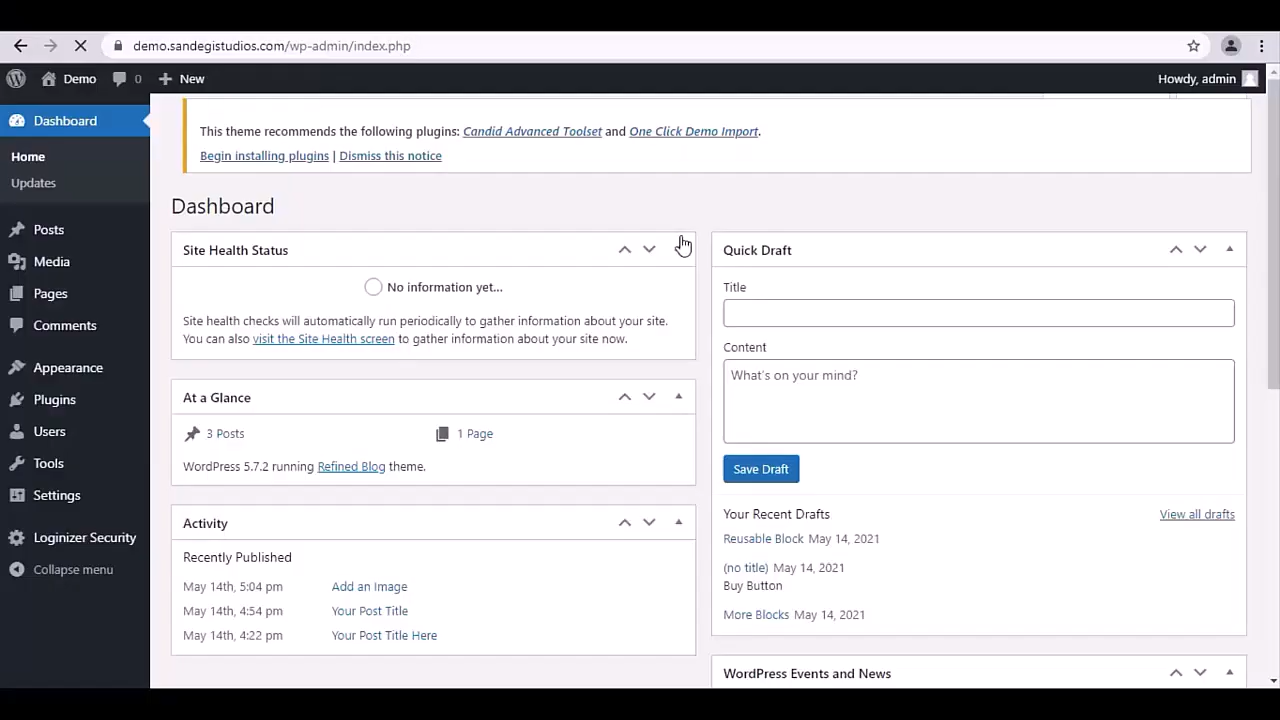 demo.sandegistudios.com/wp-admin/index.php
Demo 0 New Howdy, admin
Dashboard
Home
Updates
Posts
Media
Pages
Comments
Appearance
Plugins
Users
Tools
Settings
Loginizer Security
Collapse menu
This theme recommends the following plugins: Candid Advanced Toolset and One Click Demo Import.
Begin installing plugins | Dismiss this notice
Dashboard
Site Health Status
No information yet...
Site health checks will automatically run periodically to gather information about your site.
You can also visit the Site Health screen to gather information about your site now.
At a Glance
3 Posts 1 Page
WordPress 5.7.2 running Refined Blog theme.
Activity
Recently Published
May 14th, 5:04 pm Add an Image
May 14th, 4:54 pm Your Post Title
May 14th, 4:22 pm Your Post Title Here
Quick Draft
Title
Content
What's on your mind?
Save Draft
Your Recent Drafts View all drafts
Reusable Block May 14, 2021
(no title) May 14, 2021
Buy Button
More Blocks May 14, 2021
WordPress Events and News